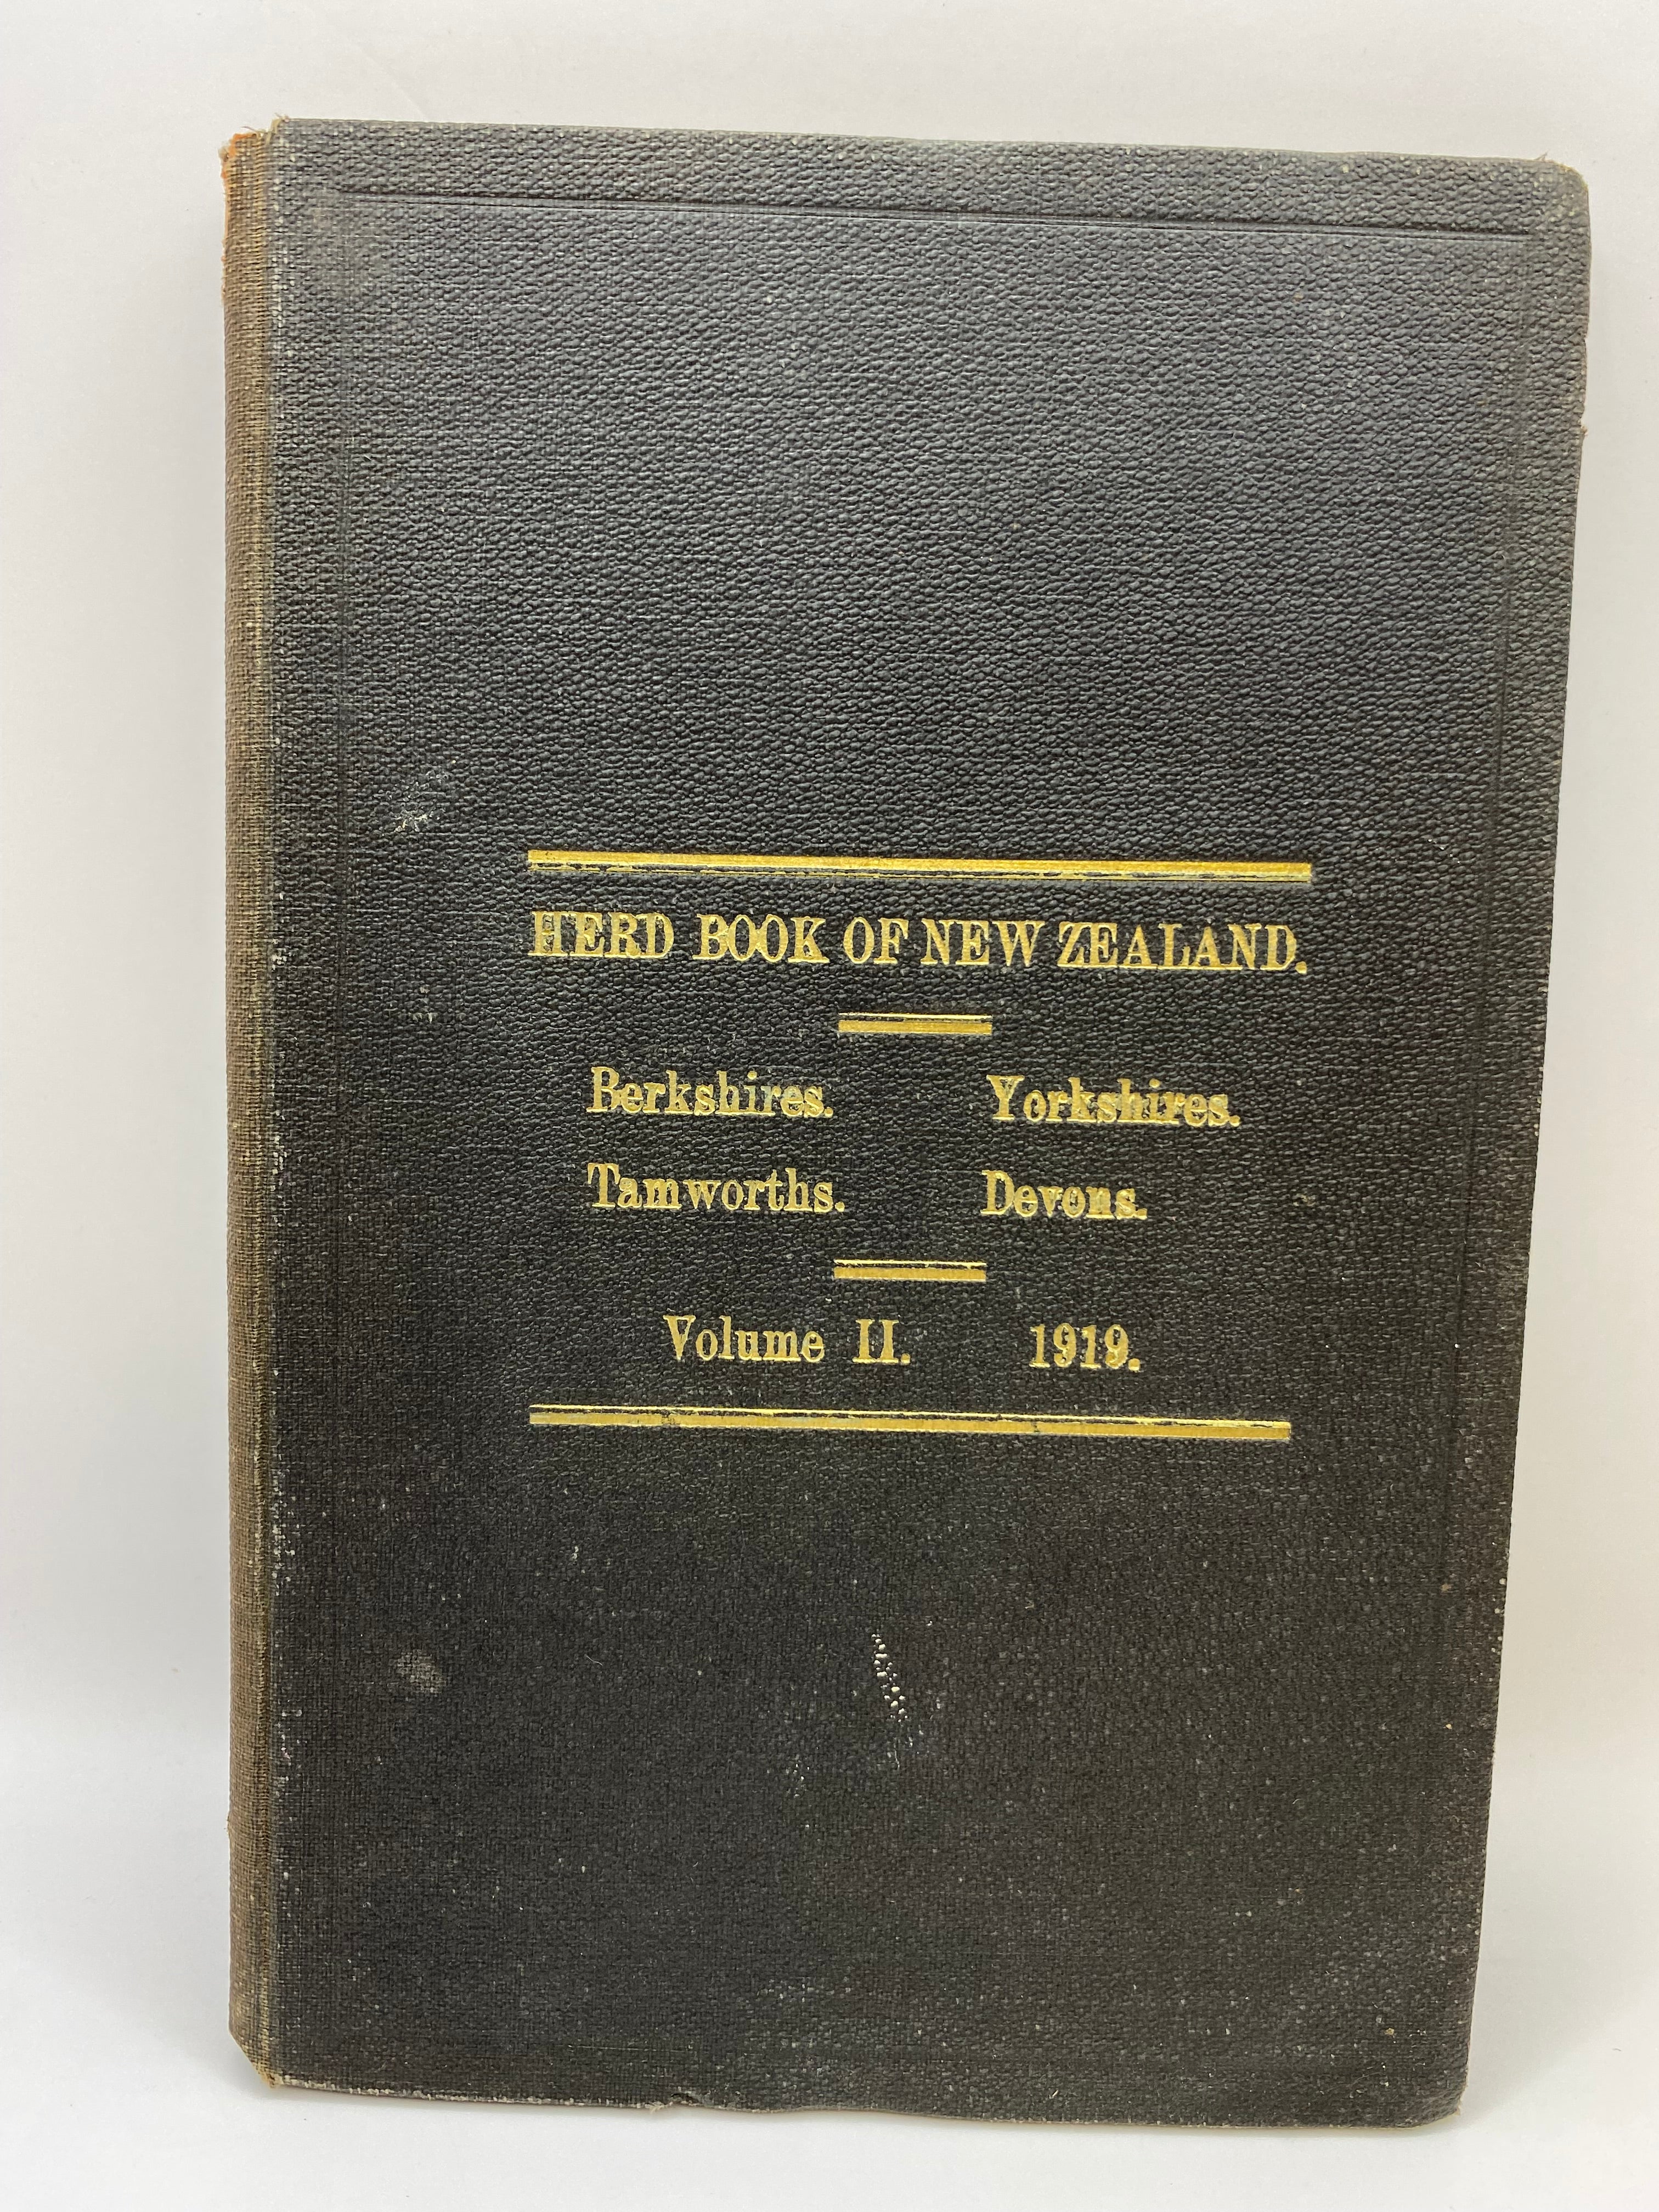 HERD BOOK OF NEW ZEALAND.
Berkshires. Yorkshires.
Tamworths. Devons.
Volume II. 1919.